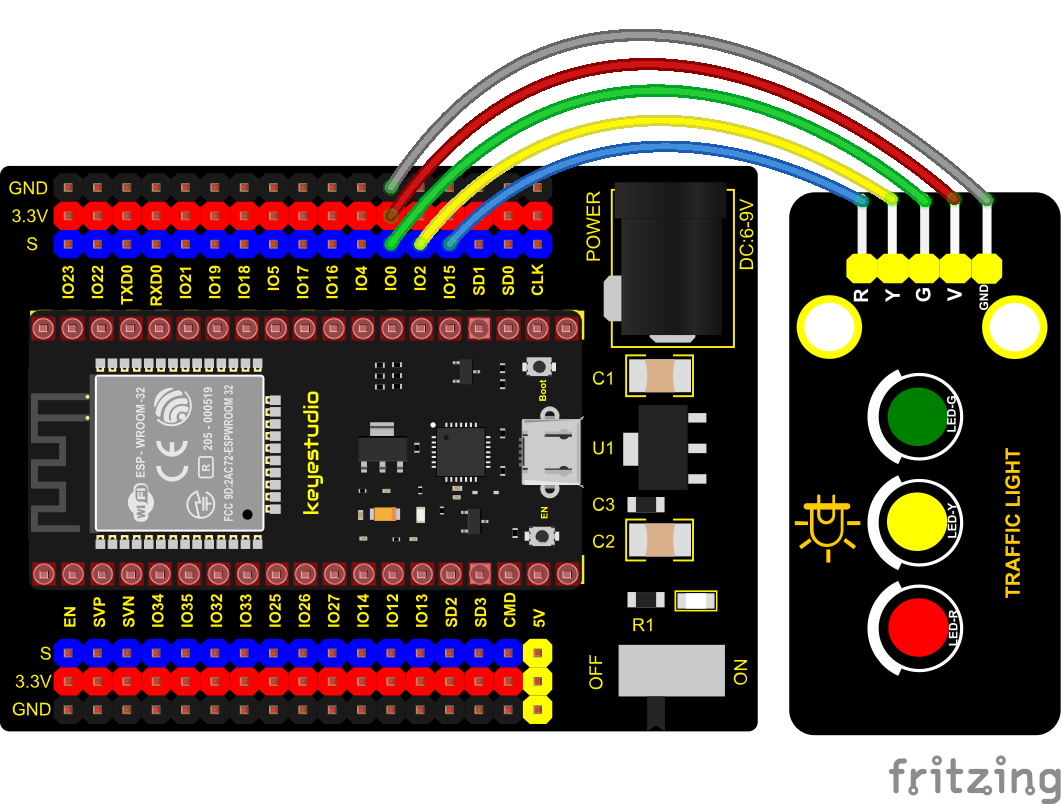 GND
3.3V
S
IO23
IO22
TXD0
RXD0
IO21
IO19
IO18
IO5
IO17
IO16
IO4
IO0
IO2
IO15
SD1
SD0
CLK
POWER
DC:6-9V
R
Y
G
V
GND
WiFi
ESP - WROOM-32
CE
R 205 - 000519
FCC 9D:2AC72-ESPWROOM 32
keyestudio
Boot
EN
C1
U1
C3
C2
R1
OFF
ON
LED-G
LED-Y
LED-R
TRAFFIC LIGHT
EN
SVP
SVN
IO34
IO35
IO32
IO33
IO25
IO26
IO27
IO14
IO12
IO13
SD2
SD3
CMD
5V
S
3.3V
GND
fritzing